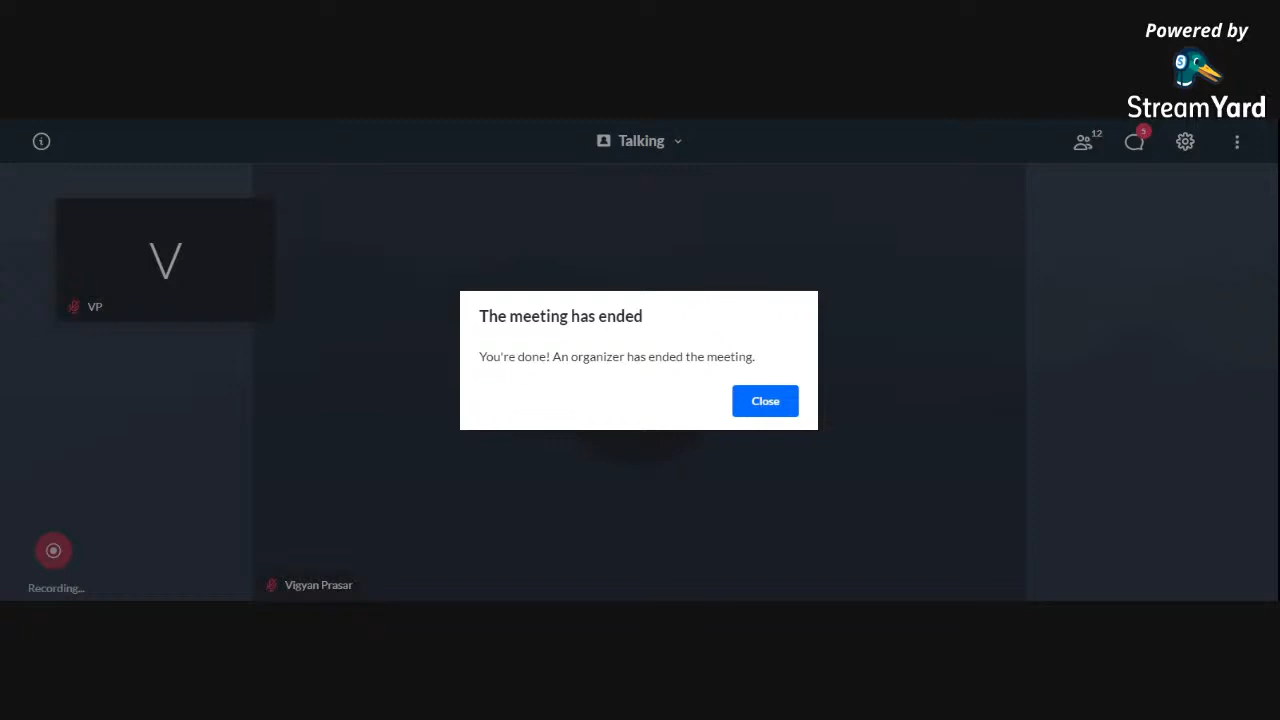 Powered by
StreamYard
Talking
12
5
V
VP
The meeting has ended
You're done! An organizer has ended the meeting.
Close
Recording...
Vigyan Prasar